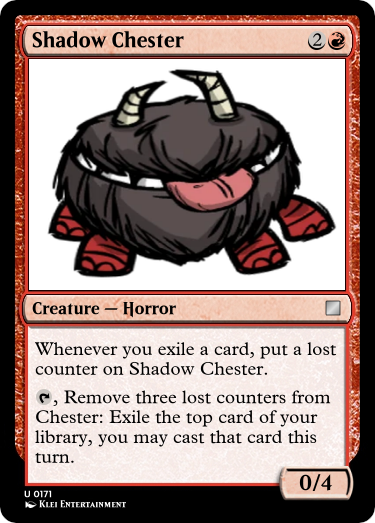 Shadow Chester 2
Creature — Horror
Whenever you exile a card, put a lost
counter on Shadow Chester.
, Remove three lost counters from
Chester: Exile the top card of your
library, you may cast that card this
turn.
0/4
U 0171
Klei Entertainment